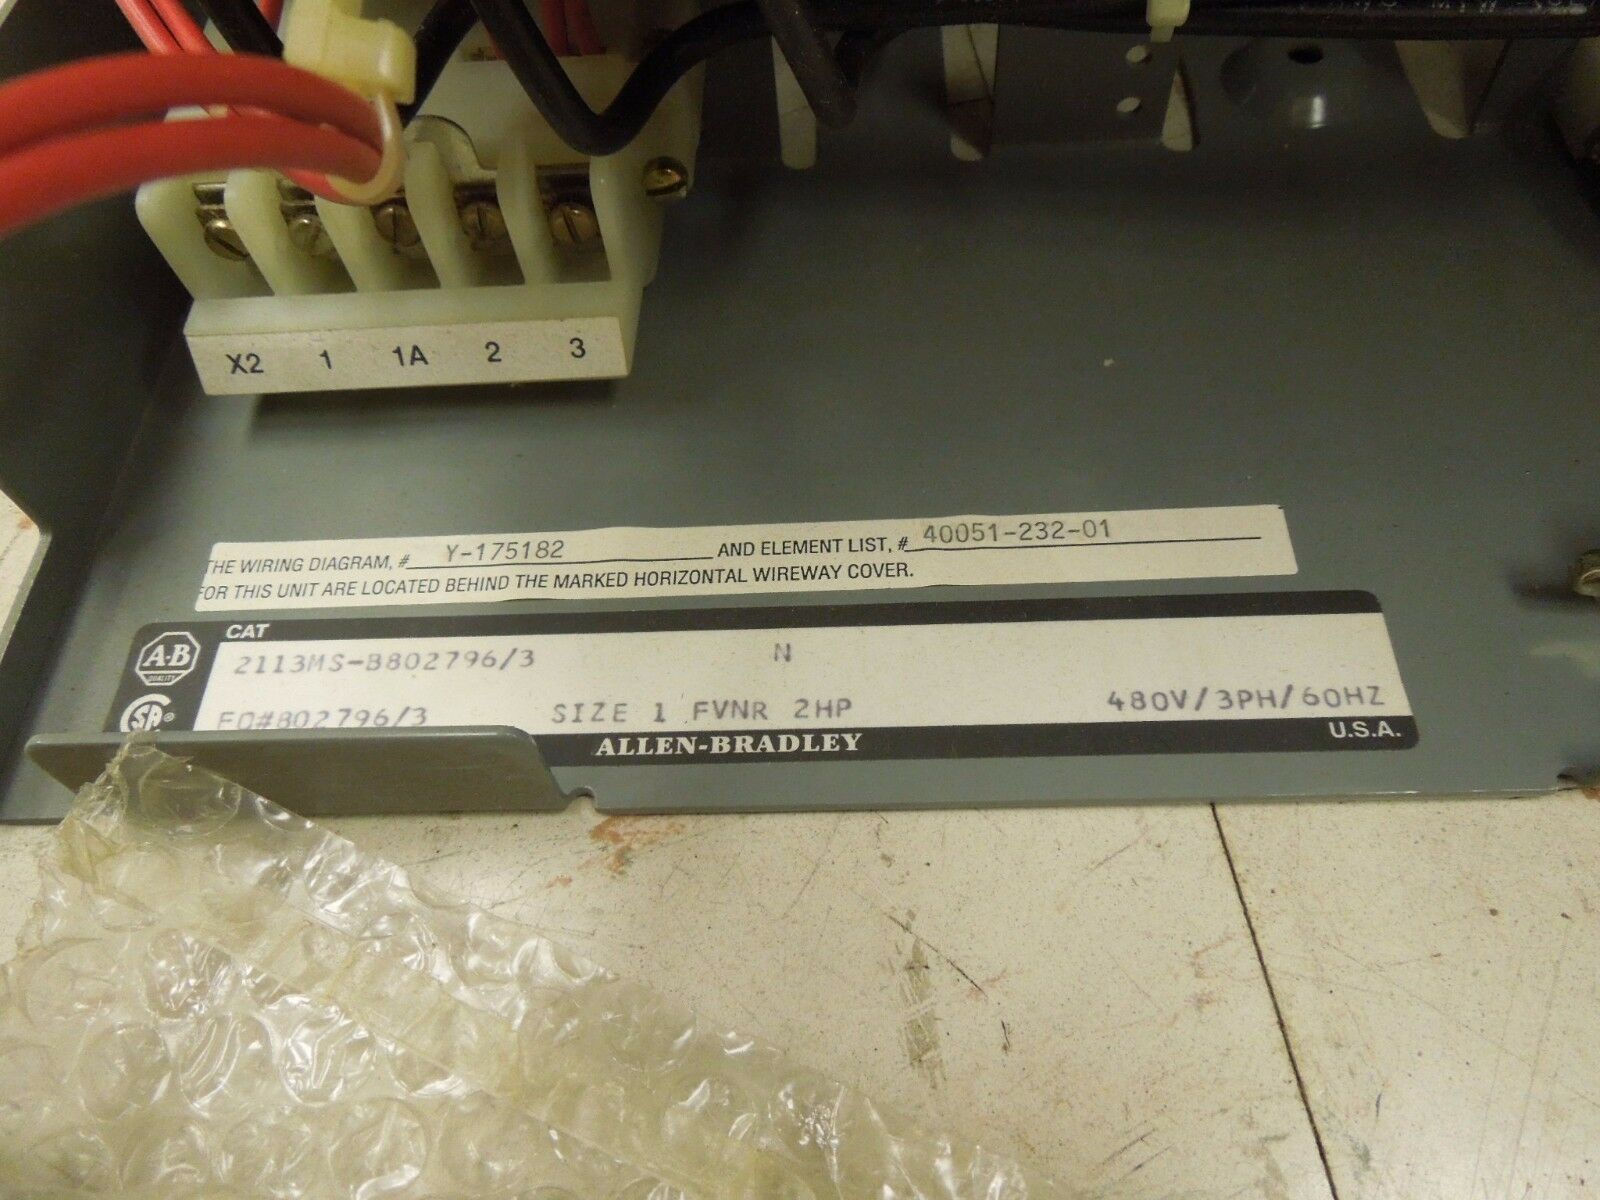 X2 1 1A 2 3
THE WIRING DIAGRAM, # Y-175182 AND ELEMENT LIST, # 40051-232-01
FOR THIS UNIT ARE LOCATED BEHIND THE MARKED HORIZONTAL WIREWAY COVER.
CAT
A-B
QUALITY
2113MS-B802796/3 N
SA®
EO#802796/3 SIZE 1 FVNR 2HP 480V/3PH/60HZ
ALLEN-BRADLEY U.S.A.